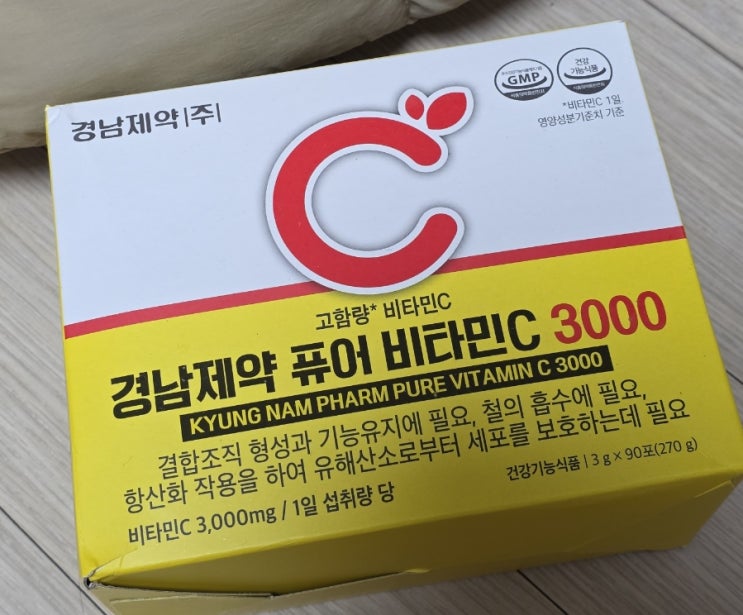 경남제약|주|
GMP
건강
기능식품
*비타민C 1일
영양성분기준치 기준
고함량* 비타민C
경남제약 퓨어 비타민C 3000
KYUNG NAM PHARM PURE VITAMIN C 3000
결합조직 형성과 기능유지에 필요, 철의 흡수에 필요,
항산화 작용을 하여 유해산소로부터 세포를 보호하는데 필요
비타민C 3,000mg / 1일 섭취량 당
건강기능식품 | 3 g × 90포(270 g)